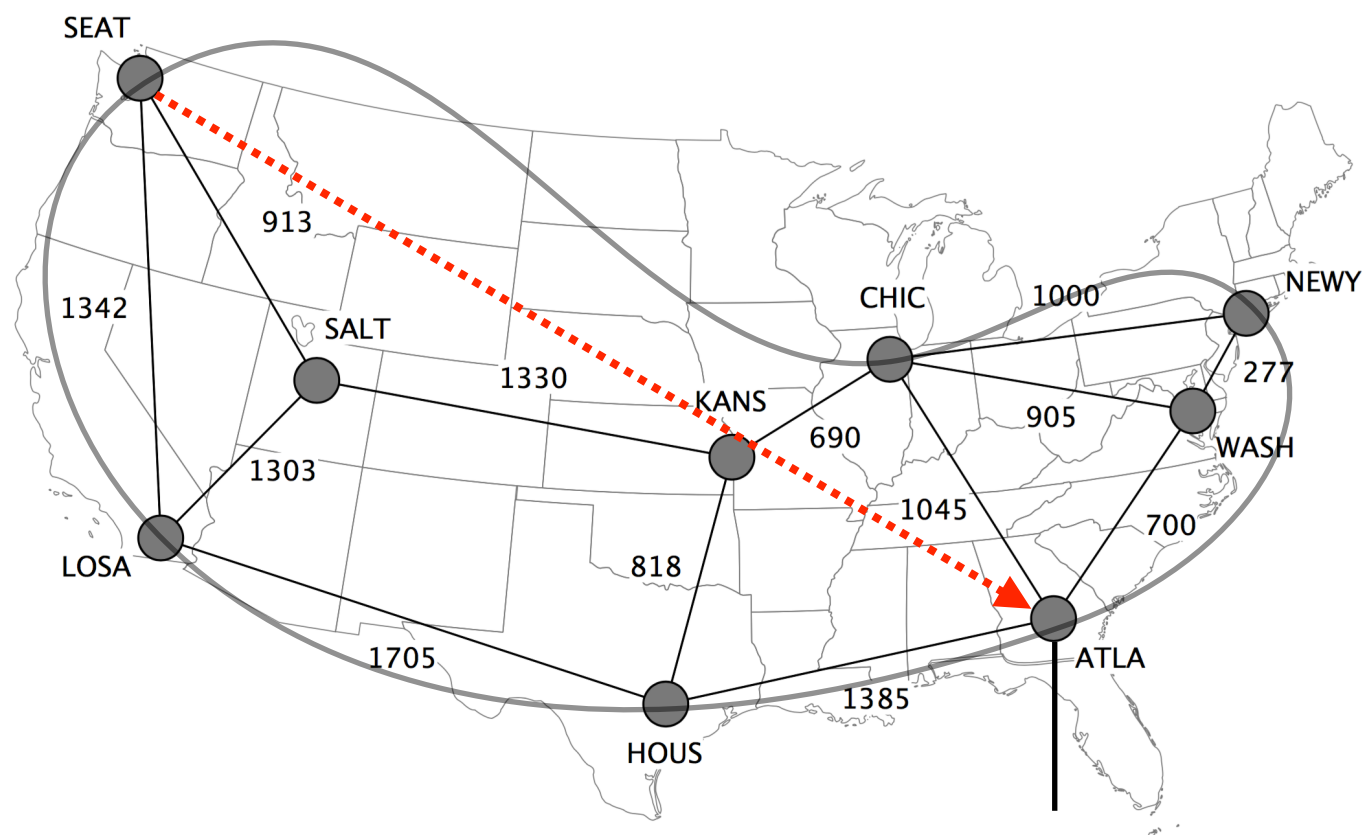 SEAT
913
NEWY
1000
CHIC
1342
SALT
277
1330
KANS
905
690
WASH
1303
1045
700
LOSA
818
1705
ATLA
1385
HOUS